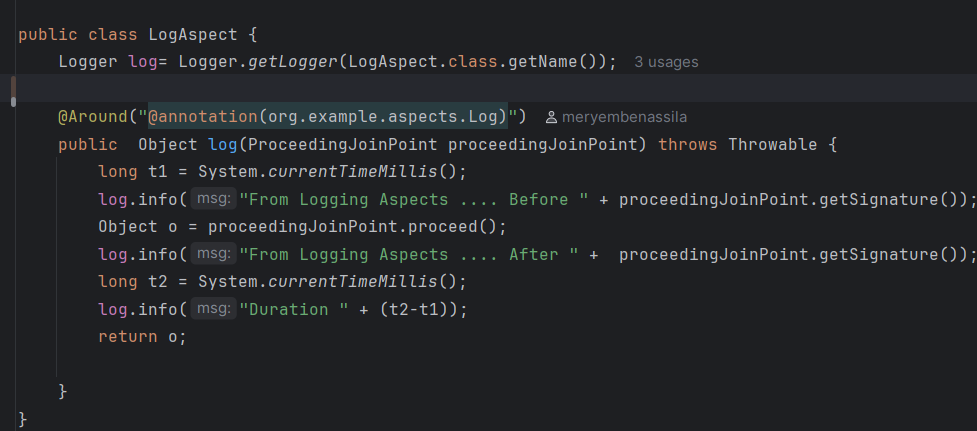 public class LogAspect {
Logger log= Logger.getLogger(LogAspect.class.getName()); 3 usages
@Around("@annotation(org.example.aspects.Log)") meryembenassila
public  Object log(ProceedingJoinPoint proceedingJoinPoint) throws Throwable {
long t1 = System.currentTimeMillis();
log.info( msg: "From Logging Aspects .... Before " + proceedingJoinPoint.getSignature());
Object o = proceedingJoinPoint.proceed();
log.info( msg: "From Logging Aspects .... After " +  proceedingJoinPoint.getSignature());
long t2 = System.currentTimeMillis();
log.info( msg: "Duration " + (t2-t1));
return o;
}
}